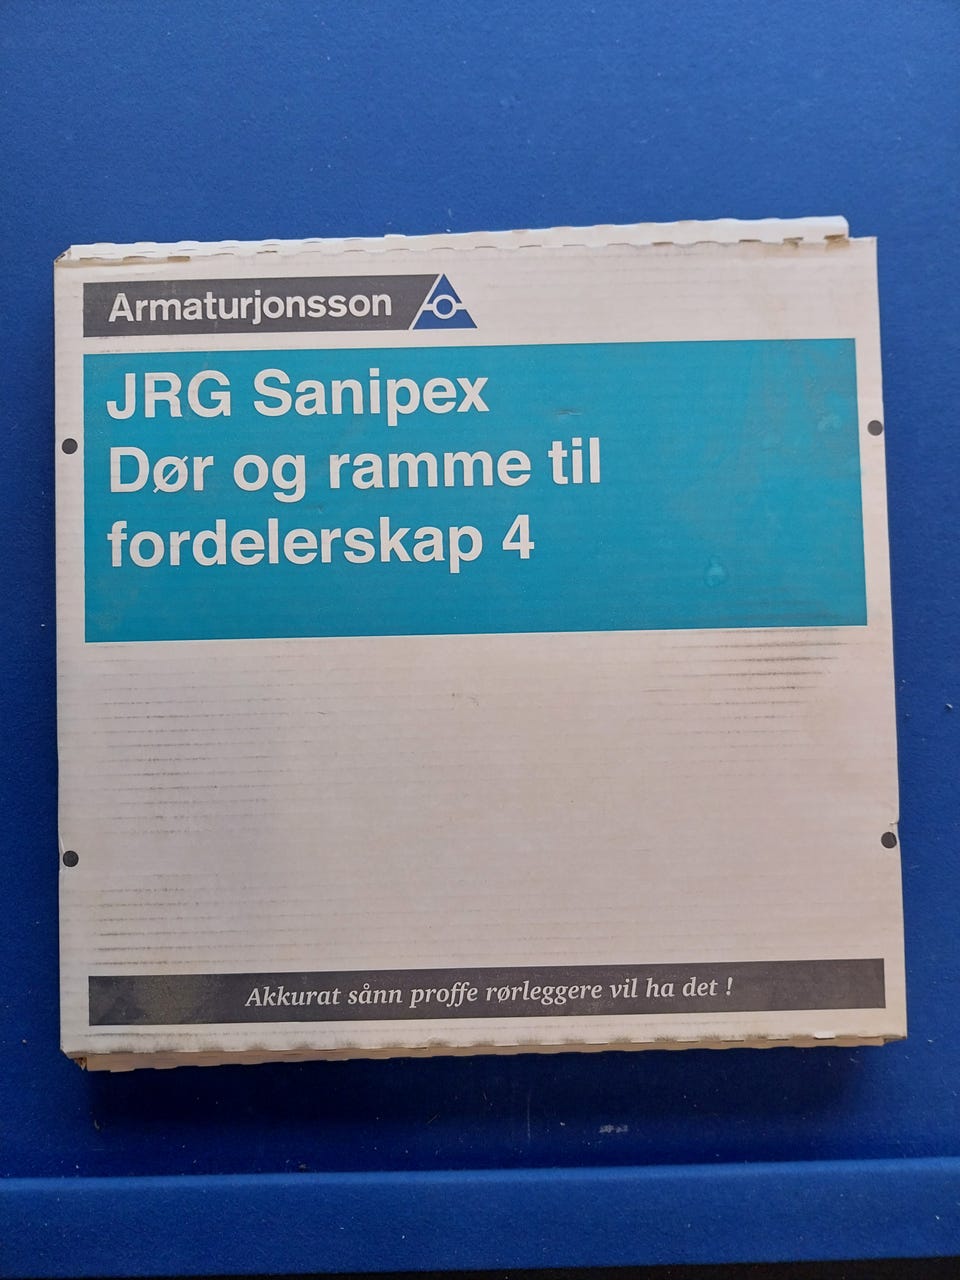 Armaturjonsson
JRG Sanipex
Dør og ramme til
fordelerskap 4
Akkurat sånn proffe rørleggere vil ha det !